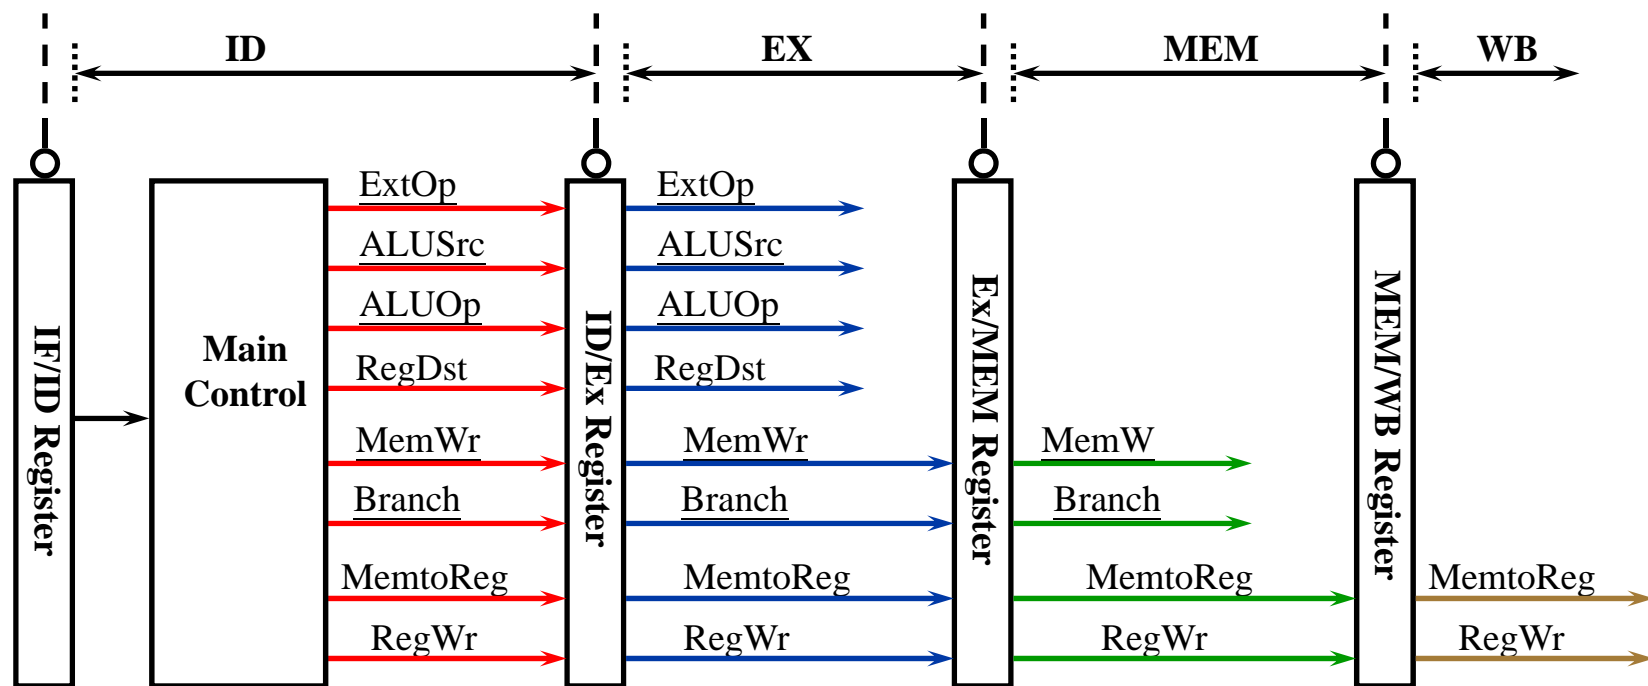 ID
EX
MEM
WB
IF/ID Register
Main
Control
ExtOp
ALUSrc
ALUOp
RegDst
MemWr
Branch
MemtoReg
RegWr
ID/Ex Register
ExtOp
ALUSrc
ALUOp
RegDst
MemWr
Branch
MemtoReg
RegWr
Ex/MEM Register
MemW
Branch
MemtoReg
RegWr
MEM/WB Register
MemtoReg
RegWr